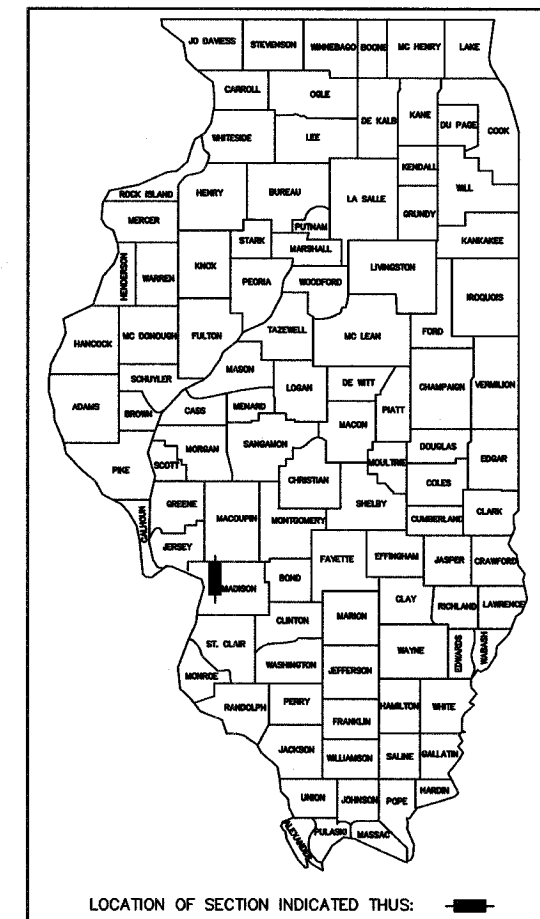 JO DAVIESS STEVENSON WINNEBAGO BOONE MC HENRY LAKE
CARROLL OGLE DE KALB KANE DU PAGE COOK
WHITESIDE LEE
KENDALL WILL
ROCK ISLAND HENRY BUREAU LA SALLE GRUNDY
MERCER PUTNAM
STARK MARSHALL KANKAKEE
HENDERSON WARREN KNOX PEORIA WOODFORD LIVINGSTON
IROQUOIS
HANCOCK MC DONOUGH FULTON TAZEWELL MC LEAN FORD
MASON
SCHUYLER LOGAN DE WITT CHAMPAIGN VERMILION
ADAMS BROWN CASS MENARD MACON PIATT
SANGAMON
PIKE SCOTT MORGAN CHRISTIAN MOULTRIE DOUGLAS EDGAR
COLES
CALHOUN GREENE MACOUPIN MONTGOMERY SHELBY CUMBERLAND CLARK
JERSEY FAYETTE EFFINGHAM JASPER CRAWFORD
MADISON BOND
CLAY RICHLAND LAWRENCE
CLINTON MARION
ST. CLAIR WAYNE EDWARDS WABASH
WASHINGTON JEFFERSON
MONROE
RANDOLPH PERRY HAMILTON WHITE
FRANKLIN
JACKSON WILLIAMSON SALINE GALLATIN
UNION JOHNSON POPE HARDIN
ALEXANDER PULASKI MASSAC
LOCATION OF SECTION INDICATED THUS: